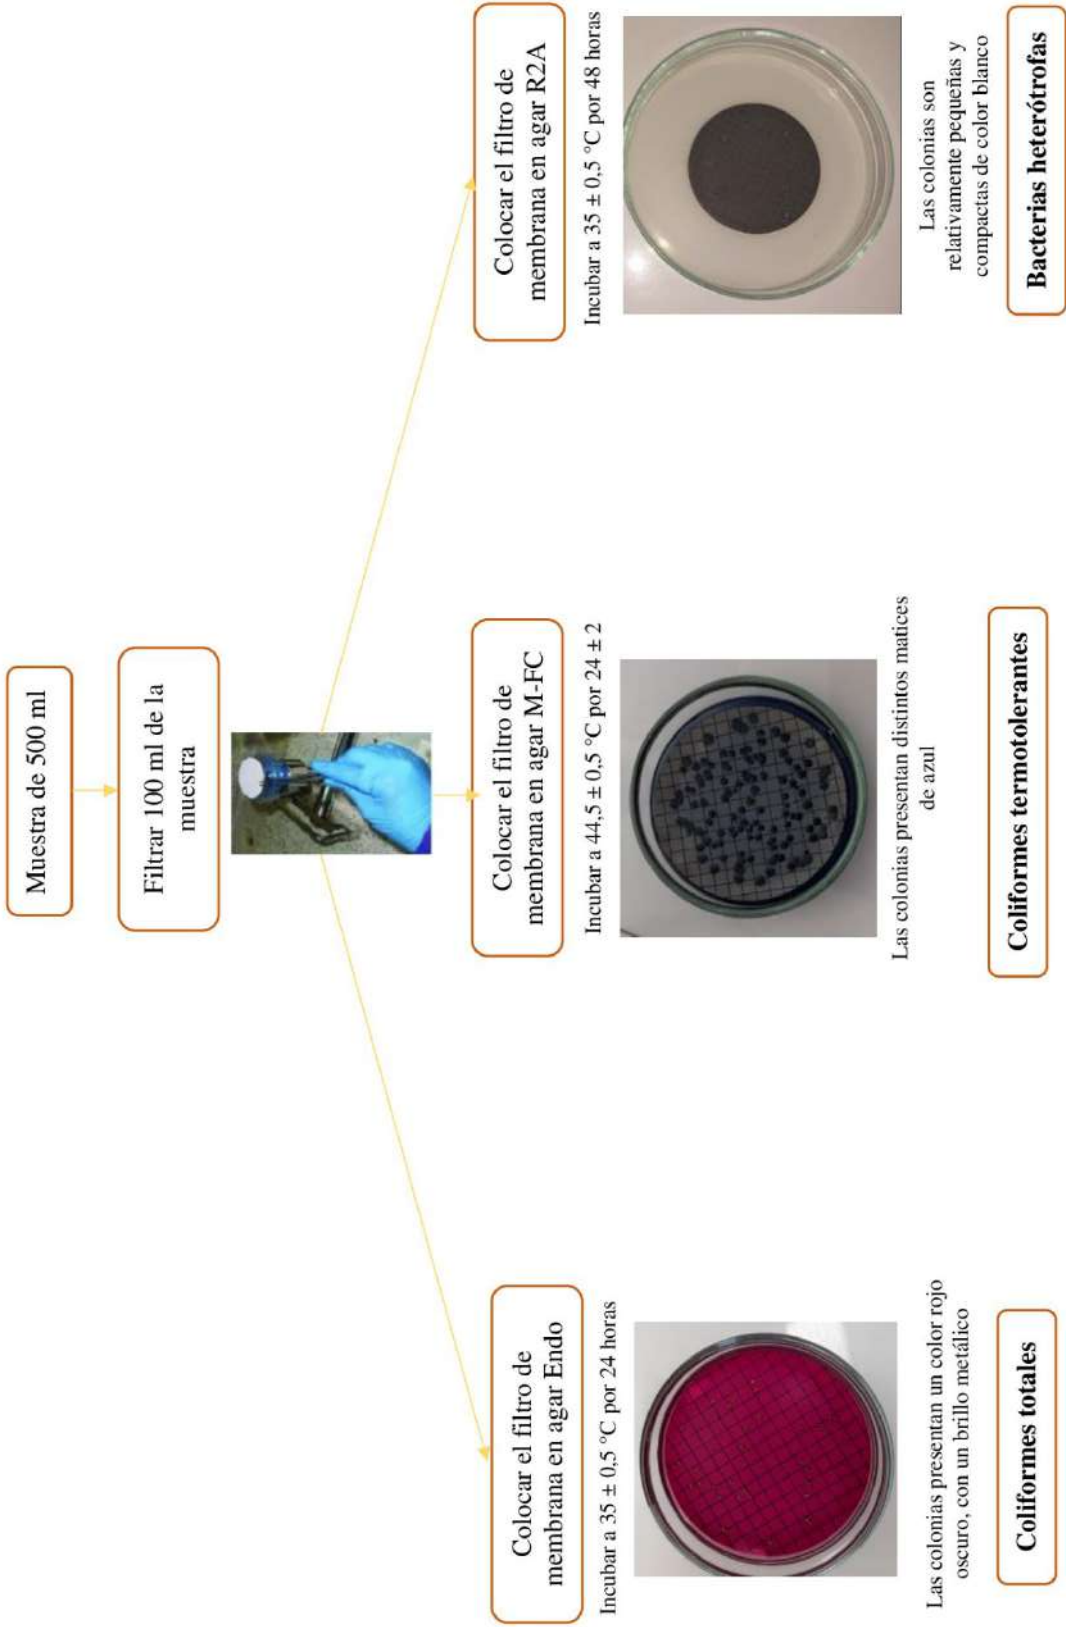 Muestra de 500 ml
Filtrar 100 ml de la
muestra
Colocar el filtro de
membrana en agar Endo
Incubar a 35 ± 0,5 °C por 24 horas
Las colonias presentan un color rojo
oscuro, con un brillo metálico
Coliformes totales
Colocar el filtro de
membrana en agar M-FC
Incubar a 44,5 ± 0,5 °C por 24 ± 2
Las colonias presentan distintos matices
de azul
Coliformes termotolerantes
Colocar el filtro de
membrana en agar R2A
Incubar a 35 ± 0,5 °C por 48 horas
Las colonias son
relativamente pequeñas y
compactas de color blanco
Bacterias heterótrofas